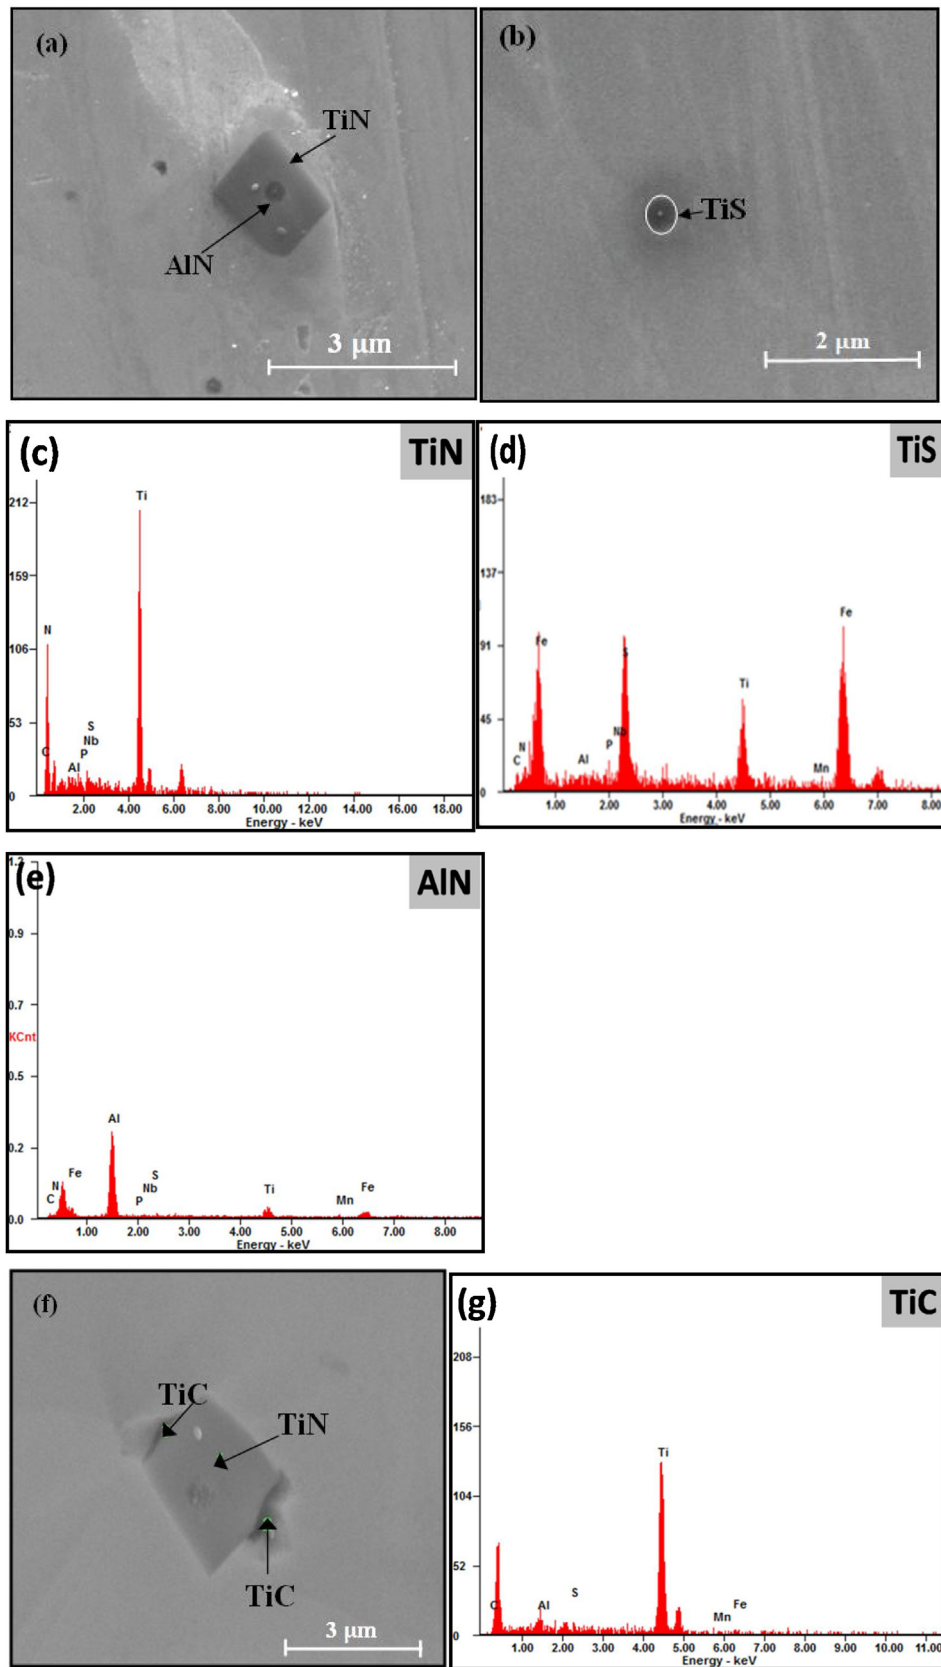 (a)
TiN
AlN
3 µm
(b)
TiS
2 µm
(c)
TiN
212
159
106
53
0
Ti
N
C
S
Nb
P
Al
2.00 4.00 6.00 8.00 10.00 12.00 14.00 16.00 18.00
Energy - keV
(d)
TiS
183
137
91
45
0
Fe
S
Ti
Fe
C
N
Al
P
Nb
Mn
1.00 2.00 3.00 4.00 5.00 6.00 7.00 8.00
Energy - keV
(e)
AlN
1.2
0.9
0.7
KCnt
0.5
0.2
0.0
Al
C
N
Fe
P
Nb
S
Ti
Mn
Fe
1.00 2.00 3.00 4.00 5.00 6.00 7.00 8.00
Energy - keV
(f)
TiC
TiN
TiC
3 µm
(g)
TiC
208
156
104
52
0
Ti
C
Al
S
Mn
Fe
1.00 2.00 3.00 4.00 5.00 6.00 7.00 8.00 9.00 10.00 11.00
Energy - keV